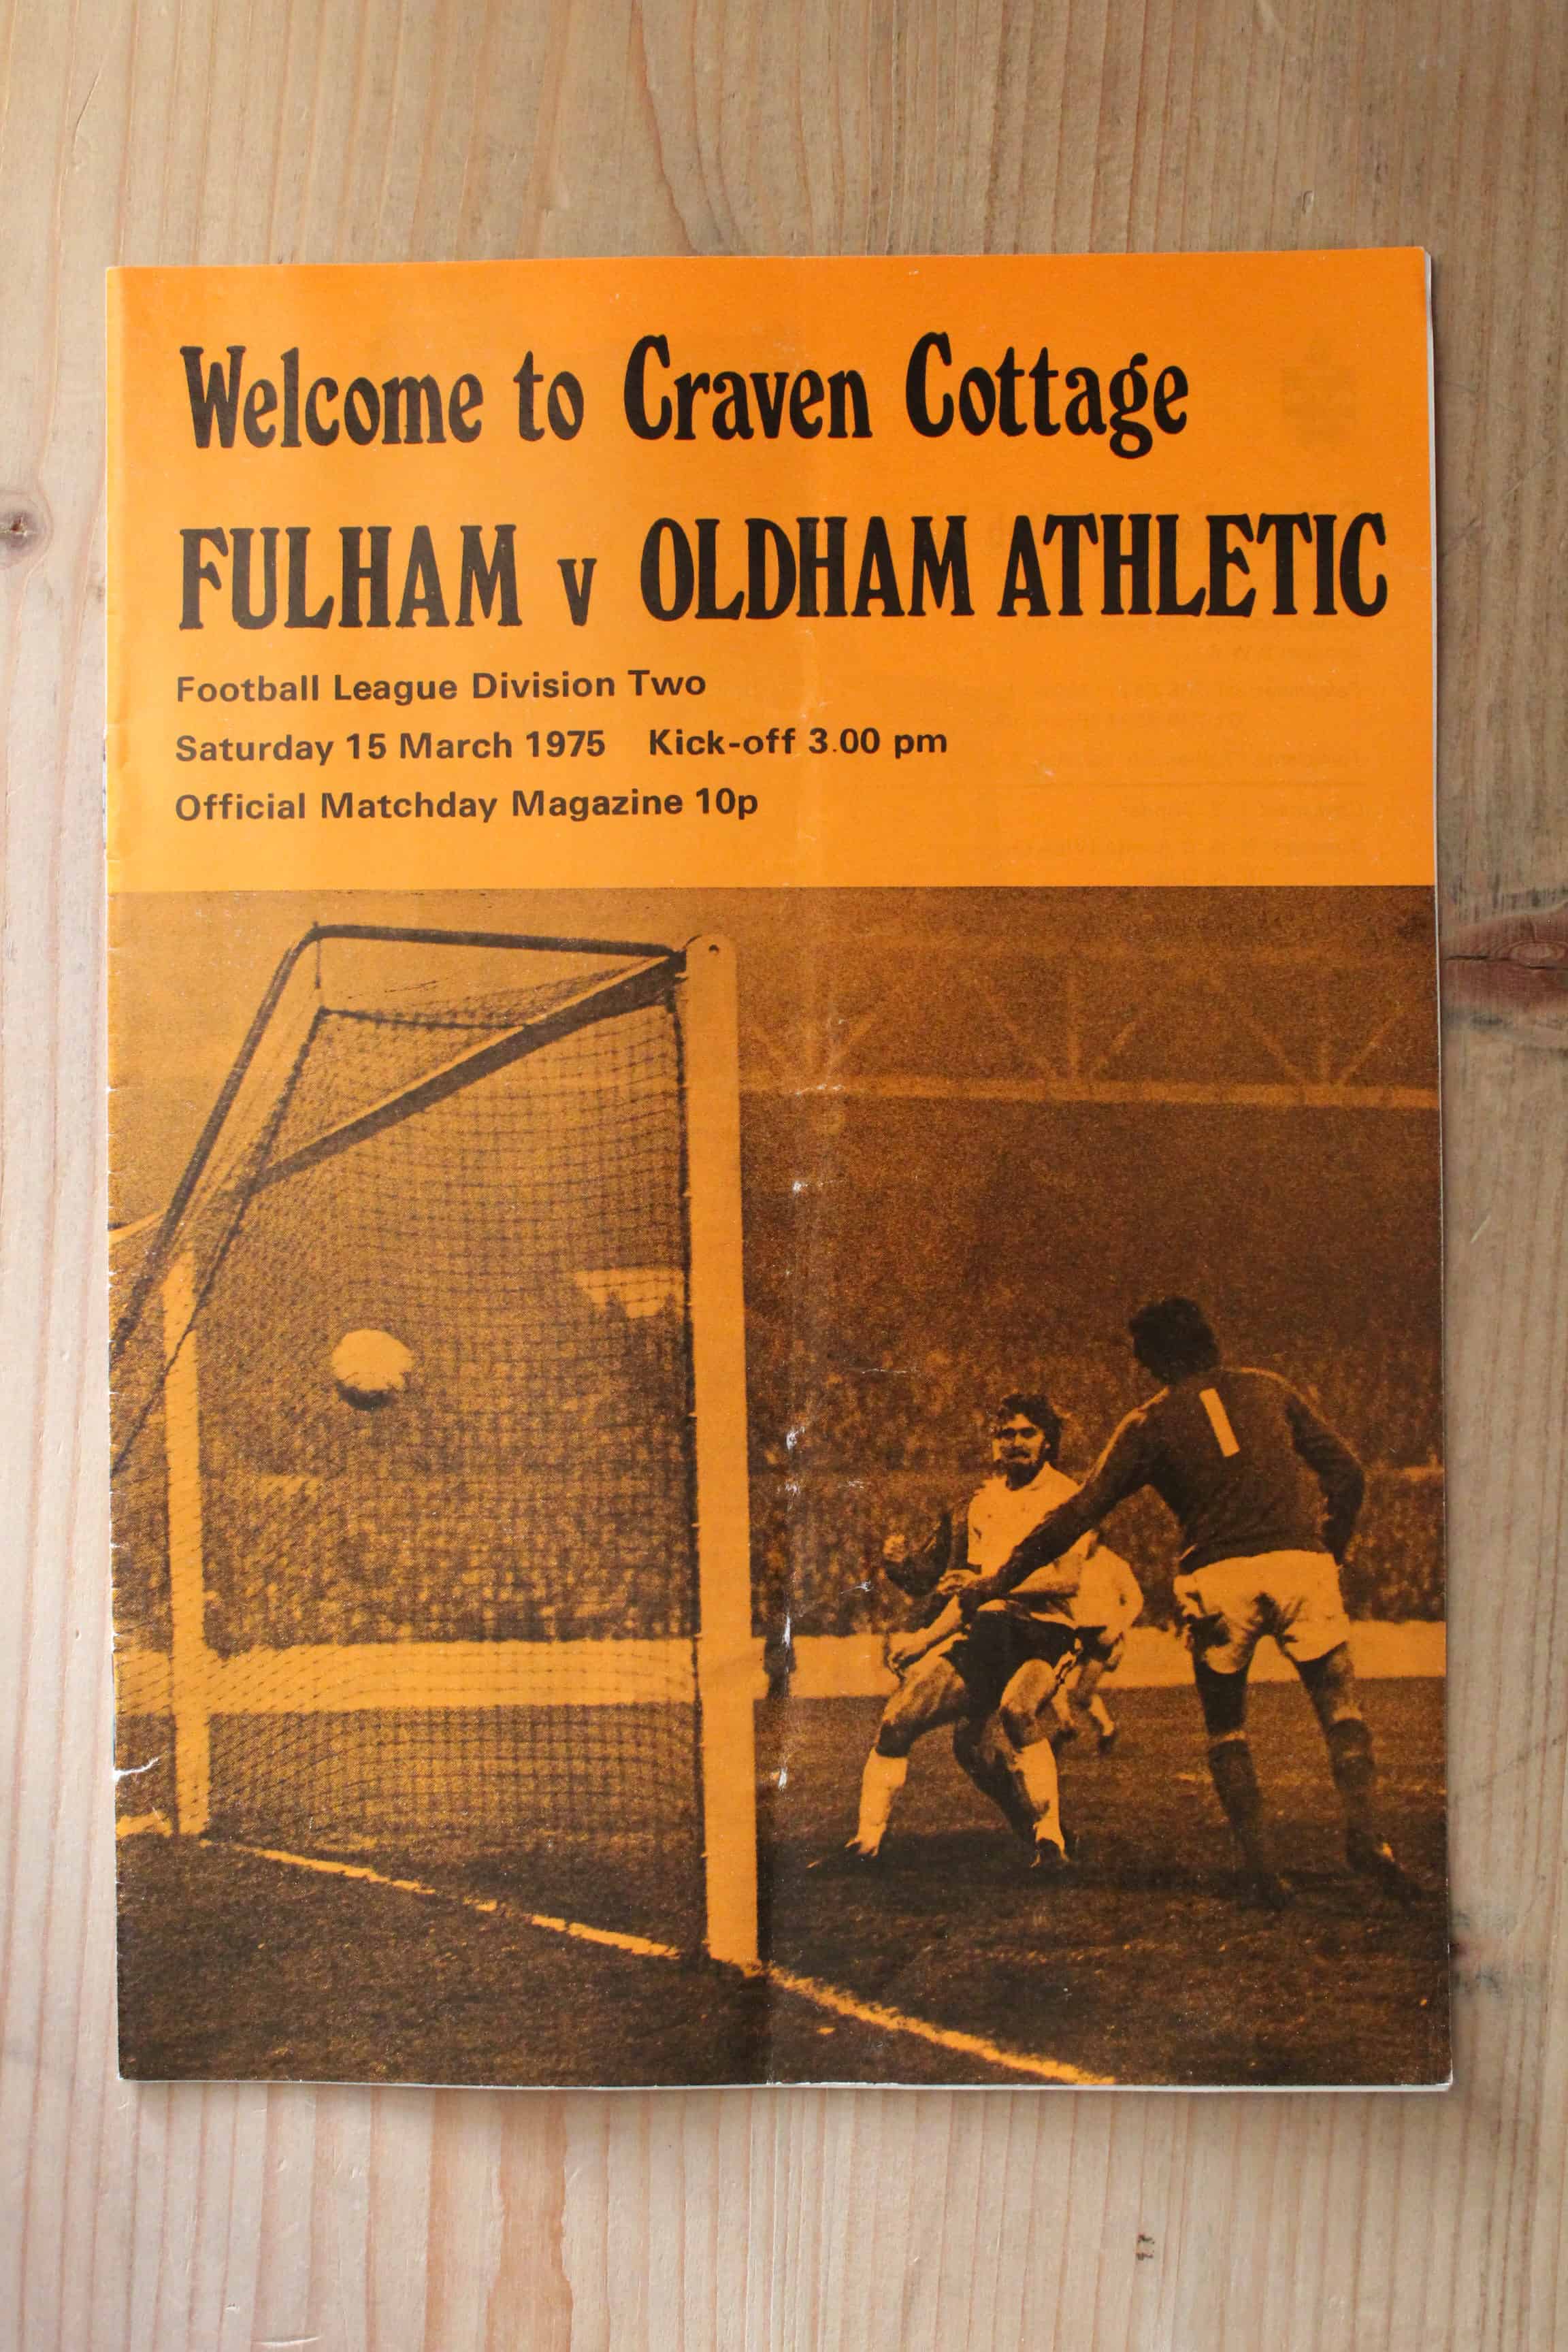 Welcome to Craven Cottage
FULHAM v OLDHAM ATHLETIC
Football League Division Two
Saturday 15 March 1975 Kick-off 3.00 pm
Official Matchday Magazine 10p
1